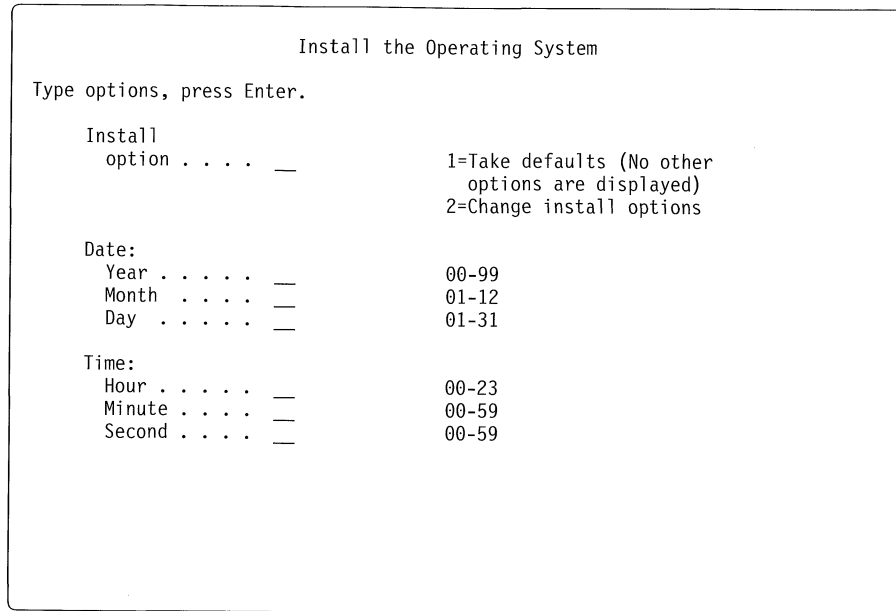 Install the Operating System
Type options, press Enter.
Install
option . . . . __ 1=Take defaults (No other
options are displayed)
2=Change install options
Date:
Year . . . . . __ 00-99
Month . . . . __ 01-12
Day . . . . . __ 01-31
Time:
Hour . . . . . __ 00-23
Minute . . . . __ 00-59
Second . . . . __ 00-59